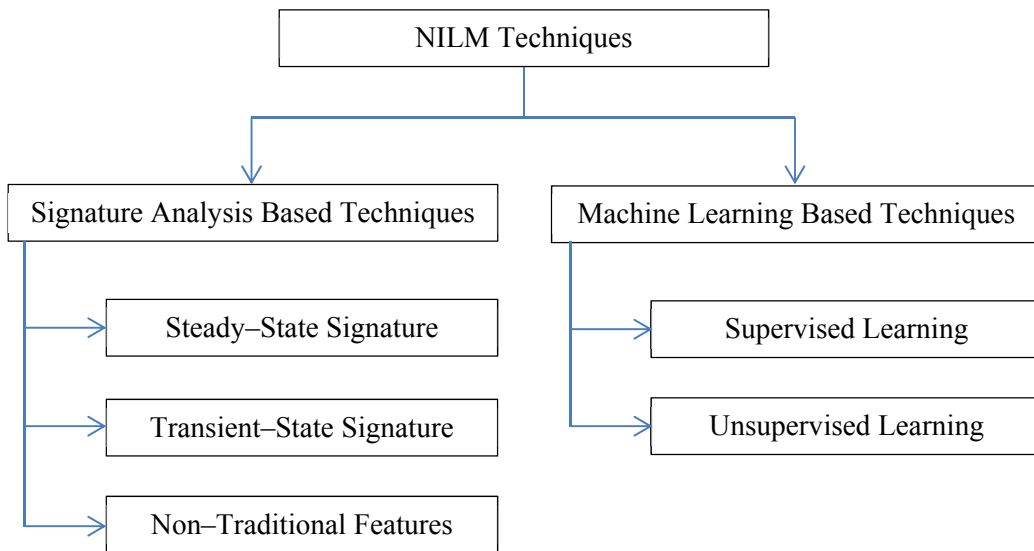 NILM Techniques
Signature Analysis Based Techniques
Steady–State Signature
Transient–State Signature
Non–Traditional Features
Machine Learning Based Techniques
Supervised Learning
Unsupervised Learning